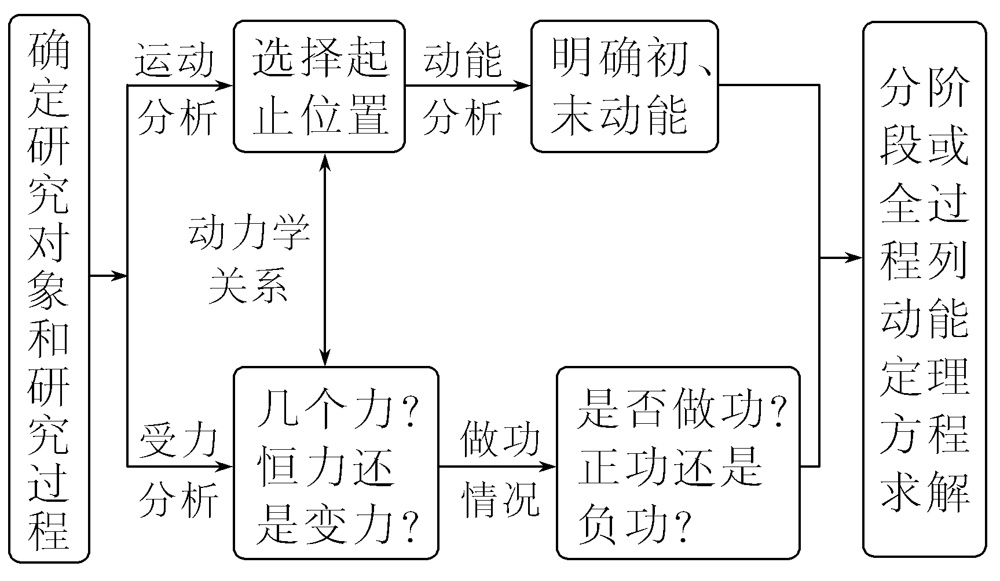 确定研究对象和研究过程
运动
分析
选择起
止位置
动能
分析
明确初、
末动能
动力学
关系
受力
分析
几个力？
恒力还
是变力？
做功
情况
是否做功？
正功还是
负功？
分阶
段或
全过
程列
动能
定理
方程
求解